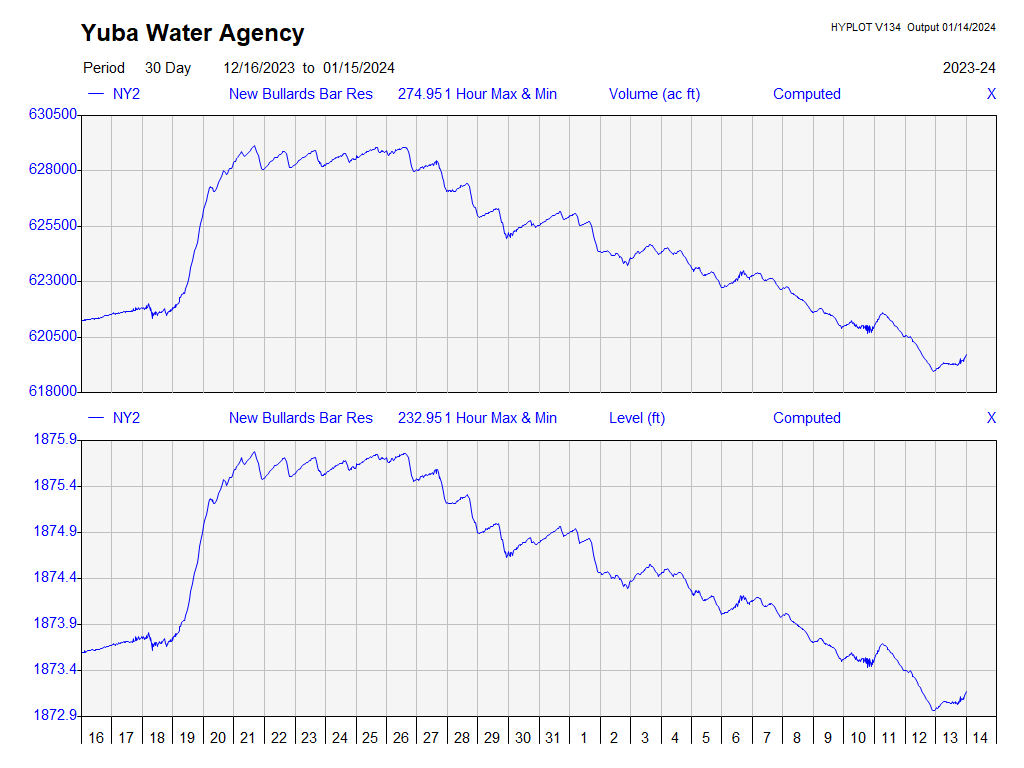 Yuba Water Agency
HYPLOT V134 Output 01/14/2024
Period 30 Day 12/16/2023 to 01/15/2024 2023-24
NY2 New Bullards Bar Res 274.95 1 Hour Max & Min Volume (ac ft) Computed X
630500
628000
625500
623000
620500
618000
NY2 New Bullards Bar Res 232.95 1 Hour Max & Min Level (ft) Computed X
1875.9
1875.4
1874.9
1874.4
1873.9
1873.4
1872.9
16 17 18 19 20 21 22 23 24 25 26 27 28 29 30 31 1 2 3 4 5 6 7 8 9 10 11 12 13 14